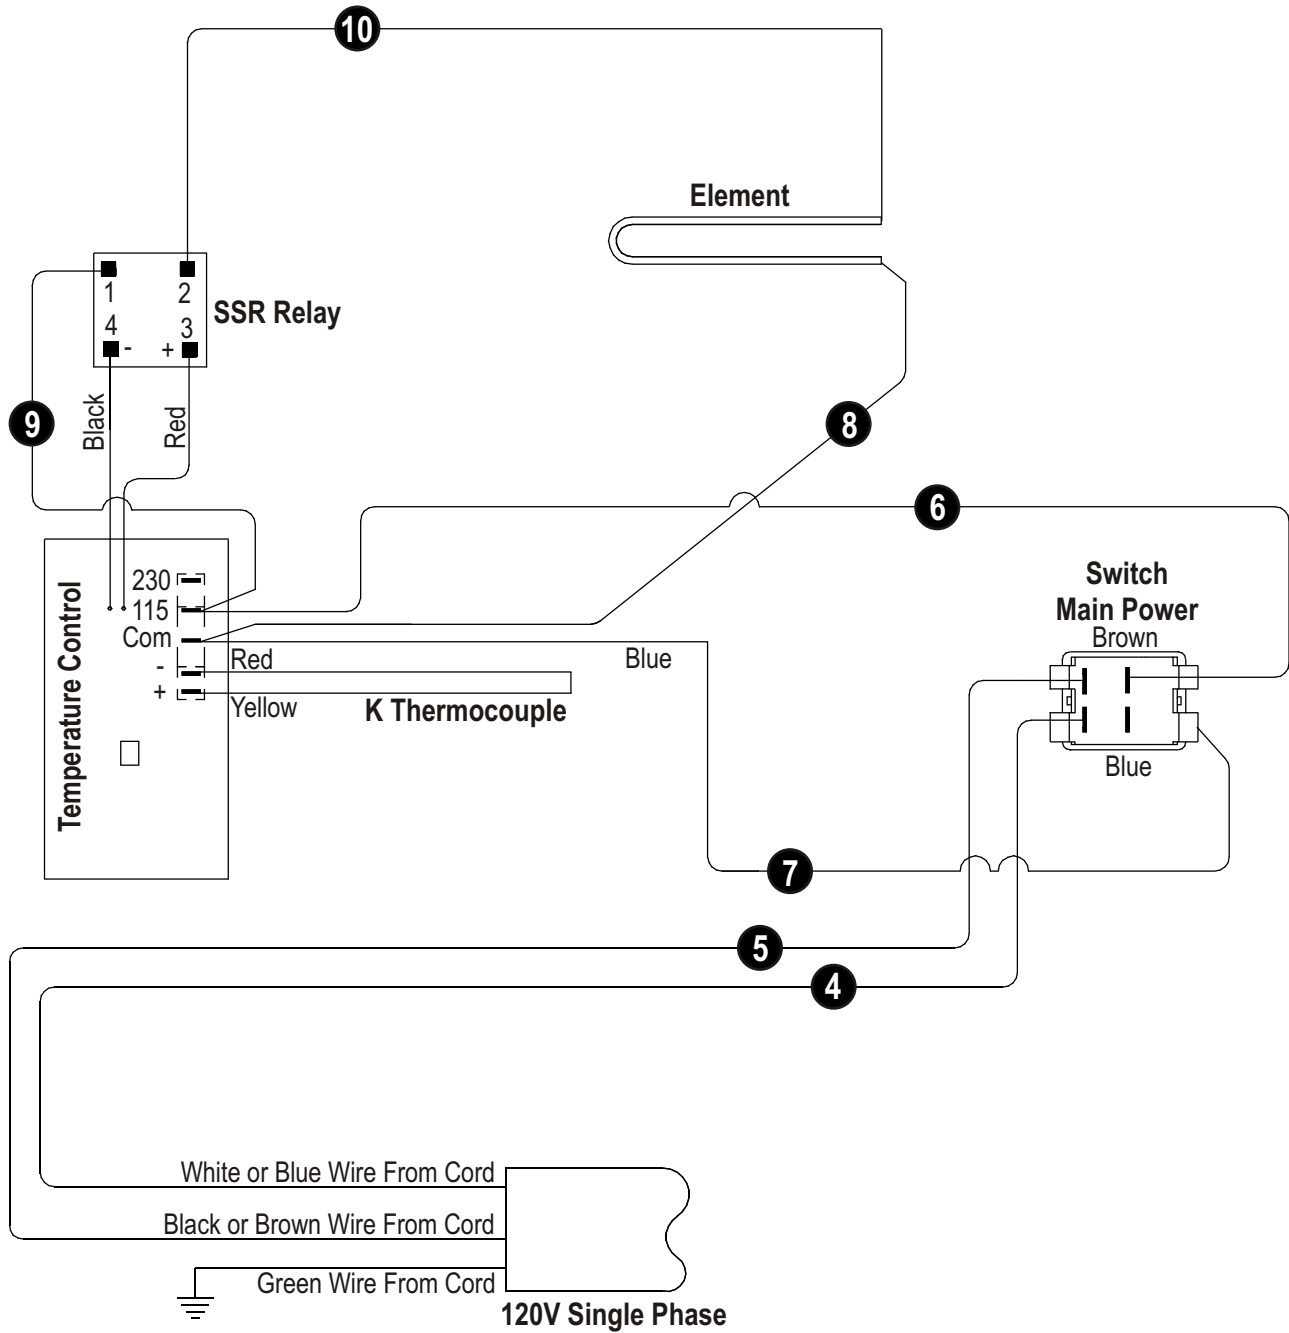 10
Element
1
2
SSR Relay
4
3
-
+
9
Black
Red
8
6
Temperature Control
230
115
Com
-
+
Red
Yellow
K Thermocouple
Blue
Switch
Main Power
Brown
Blue
7
5
4
White or Blue Wire From Cord
Black or Brown Wire From Cord
Green Wire From Cord
120V Single Phase